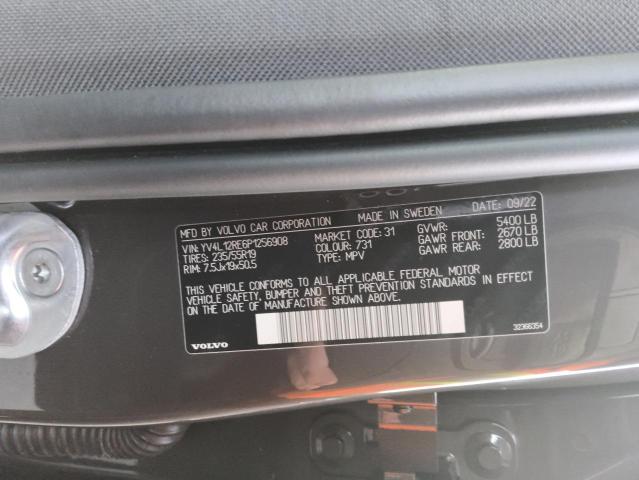 MFD BY VOLVO CAR CORPORATION MADE IN SWEDEN DATE: 09/22
VIN: YV4L12RE6P1256908 MARKET CODE: 31 GVWR: 5400 LB
TIRES: 235/55R19 COLOUR: 731 GAWR FRONT: 2670 LB
RIM: 7.5Jx19x50.5 TYPE: MPV GAWR REAR: 2800 LB
THIS VEHICLE CONFORMS TO ALL APPLICABLE FEDERAL MOTOR
VEHICLE SAFETY, BUMPER AND THEFT PREVENTION STANDARDS IN EFFECT
ON THE DATE OF MANUFACTURE SHOWN ABOVE.
VOLVO 32366354